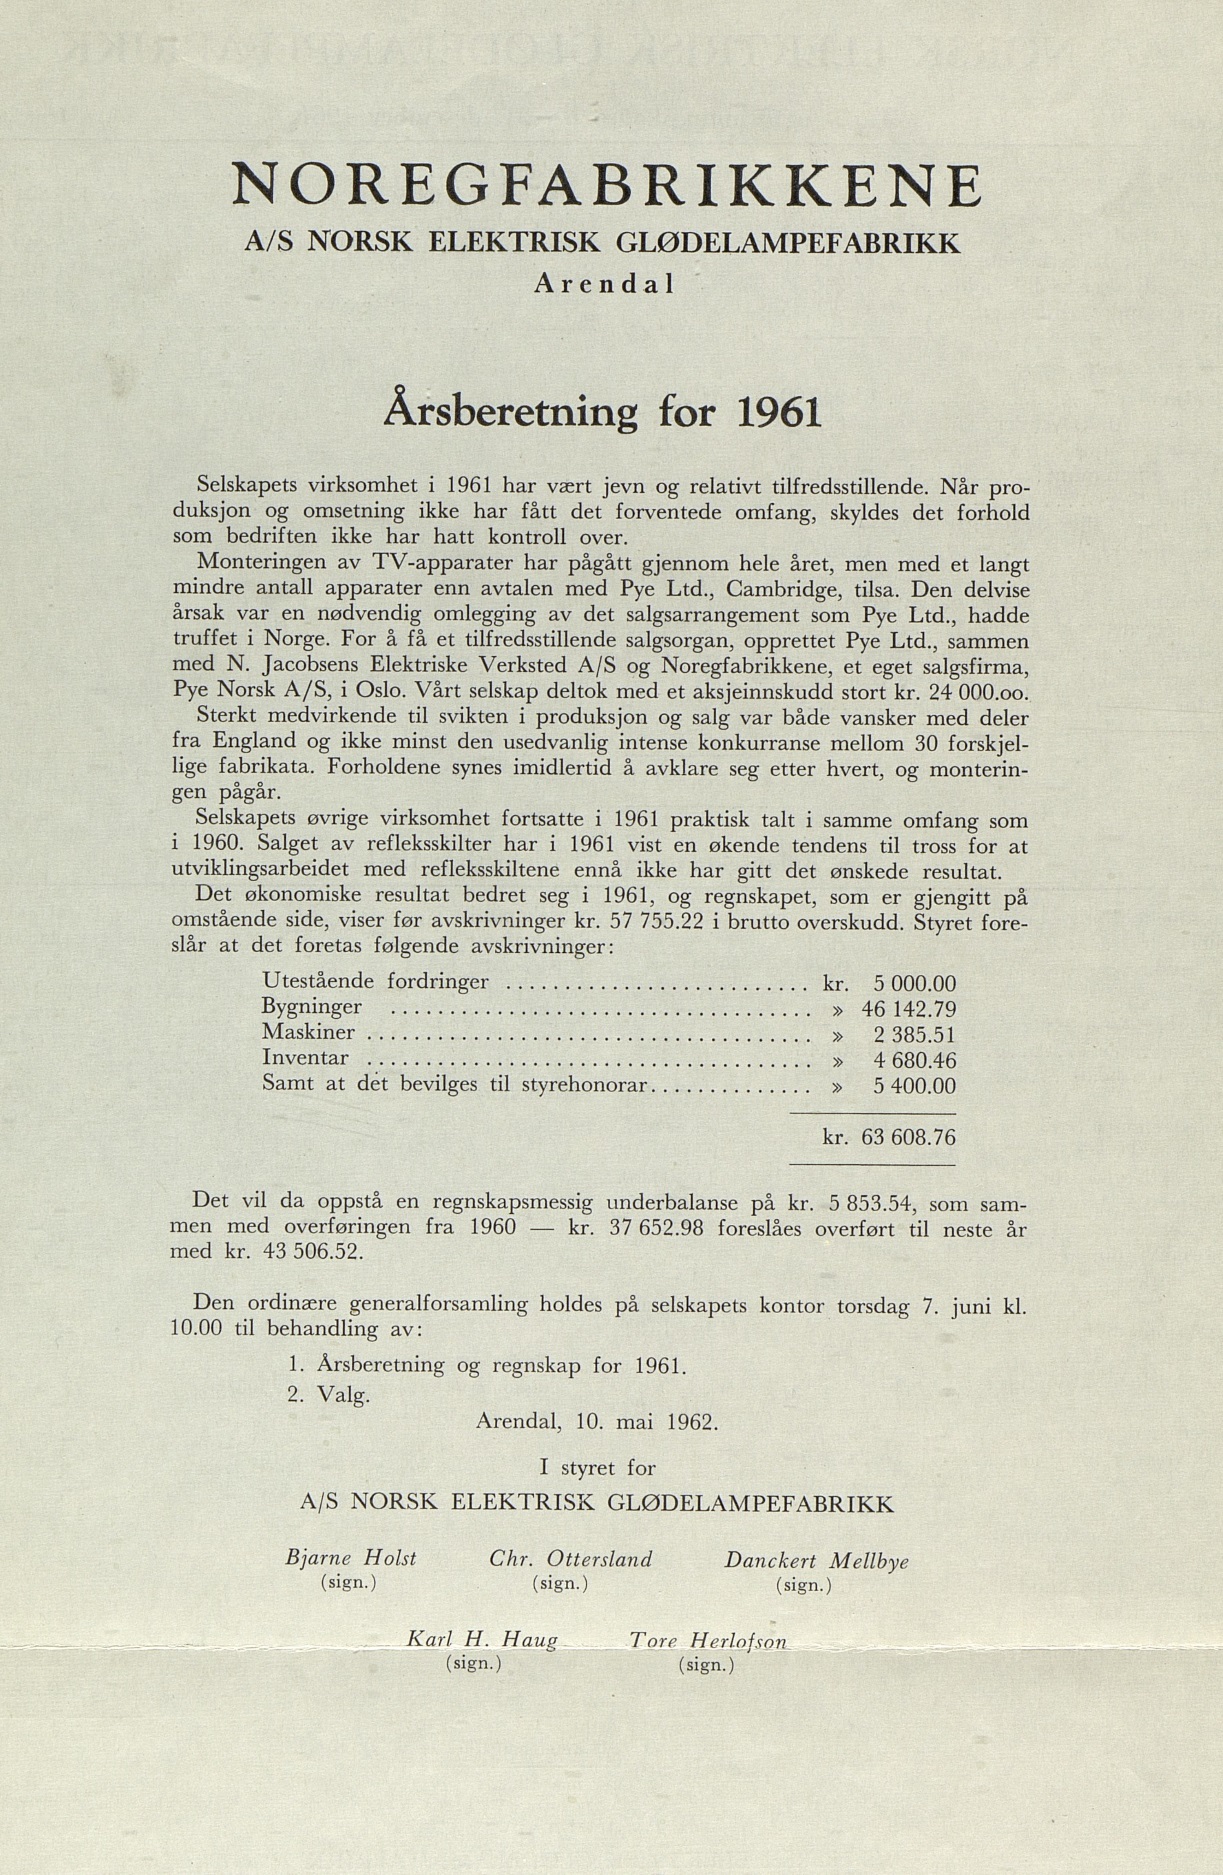 NOREGFABRIKKENE
A/S NORSK ELEKTRISK GLØDELAMPEFABRIKK
Arendal
Årsberetning for 1961
Selskapets virksomhet i 1961 har vært jevn og relativt tilfredsstillende. Når pro-
duksjon og omsetning ikke har fått det forventede omfang, skyldes det forhold
som bedriften ikke har hatt kontroll over.
Monteringen av TV-apparater har pågått gjennom hele året, men med et langt
mindre antall apparater enn avtalen med Pye Ltd., Cambridge, tilsa. Den delvise
årsak var en nødvendig omlegging av det salgsarrangement som Pye Ltd., hadde
truffet i Norge. For å få et tilfredsstillende salgsorgan, opprettet Pye Ltd., sammen
med N. Jacobsens Elektriske Verksted A/S og Noregfabrikkene, et eget salgsfirma,
Pye Norsk A/S, i Oslo. Vårt selskap deltok med et aksjeinnskudd stort kr. 24 000.oo.
Sterkt medvirkende til svikten i produksjon og salg var både vansker med deler
fra England og ikke minst den usedvanlig intense konkurranse mellom 30 forskjel-
lige fabrikata. Forholdene synes imidlertid å avklare seg etter hvert, og monterin-
gen pågår.
Selskapets øvrige virksomhet fortsatte i 1961 praktisk talt i samme omfang som
i 1960. Salget av refleksskilter har i 1961 vist en økende tendens til tross for at
utviklingsarbeidet med refleksskiltene ennå ikke har gitt det ønskede resultat.
Det økonomiske resultat bedret seg i 1961, og regnskapet, som er gjengitt på
omstående side, viser før avskrivninger kr. 57 755.22 i brutto overskudd. Styret fore-
slår at det foretas følgende avskrivninger:
Utestående fordringer .......................... kr. 5 000.00
Bygninger .................................... » 46 142.79
Maskiner ...................................... » 2 385.51
Inventar ...................................... » 4 680.46
Samt at det bevilges til styrehonorar.............. » 5 400.00
kr. 63 608.76
Det vil da oppstå en regnskapsmessig underbalanse på kr. 5 853.54, som sam-
men med overføringen fra 1960 — kr. 37 652.98 foreslåes overført til neste år
med kr. 43 506.52.
Den ordinære generalforsamling holdes på selskapets kontor torsdag 7. juni kl.
10.00 til behandling av:
1. Årsberetning og regnskap for 1961.
2. Valg.
Arendal, 10. mai 1962.
I styret for
A/S NORSK ELEKTRISK GLØDELAMPEFABRIKK
Bjarne Holst Chr. Ottersland Danckert Mellbye
(sign.) (sign.) (sign.)
Karl H. Haug Tore Herlofson
(sign.) (sign.)